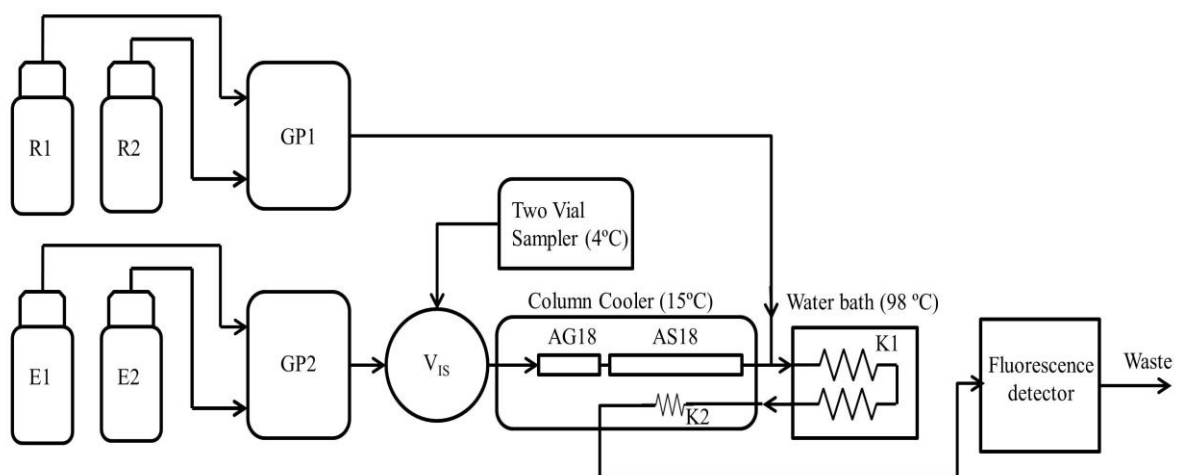 R1
R2
GP1
Two Vial
Sampler (4ºC)
E1
E2
GP2
VIS
Column Cooler (15ºC)
AG18
AS18
K2
Water bath (98 ºC)
K1
Fluorescence
detector
Waste